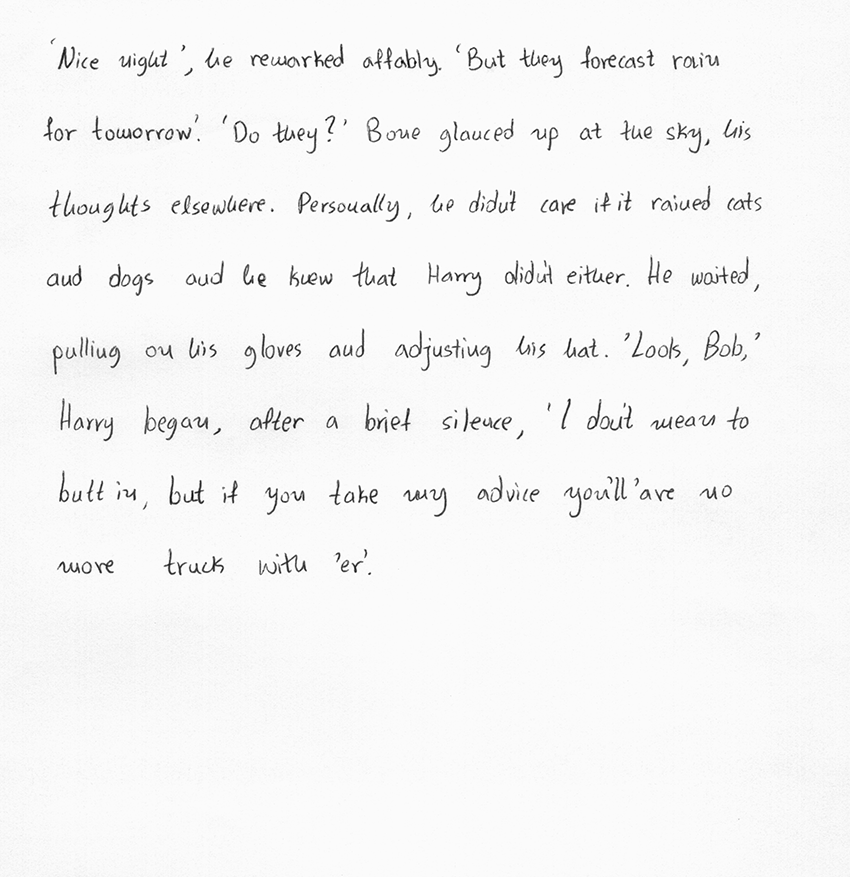 'Nice night', he remarked affably. 'But they forecast rain
for tomorrow'. 'Do they?' Bone glanced up at the sky, his
thoughts elsewhere. Personally, he didn't care if it rained cats
and dogs and he knew that Harry didn't either. He waited,
pulling on his gloves and adjusting his hat. 'Look, Bob,'
Harry began, after a brief silence, 'I don't mean to
butt in, but if you take my advice you'll 'ave no
more truck with 'er'.